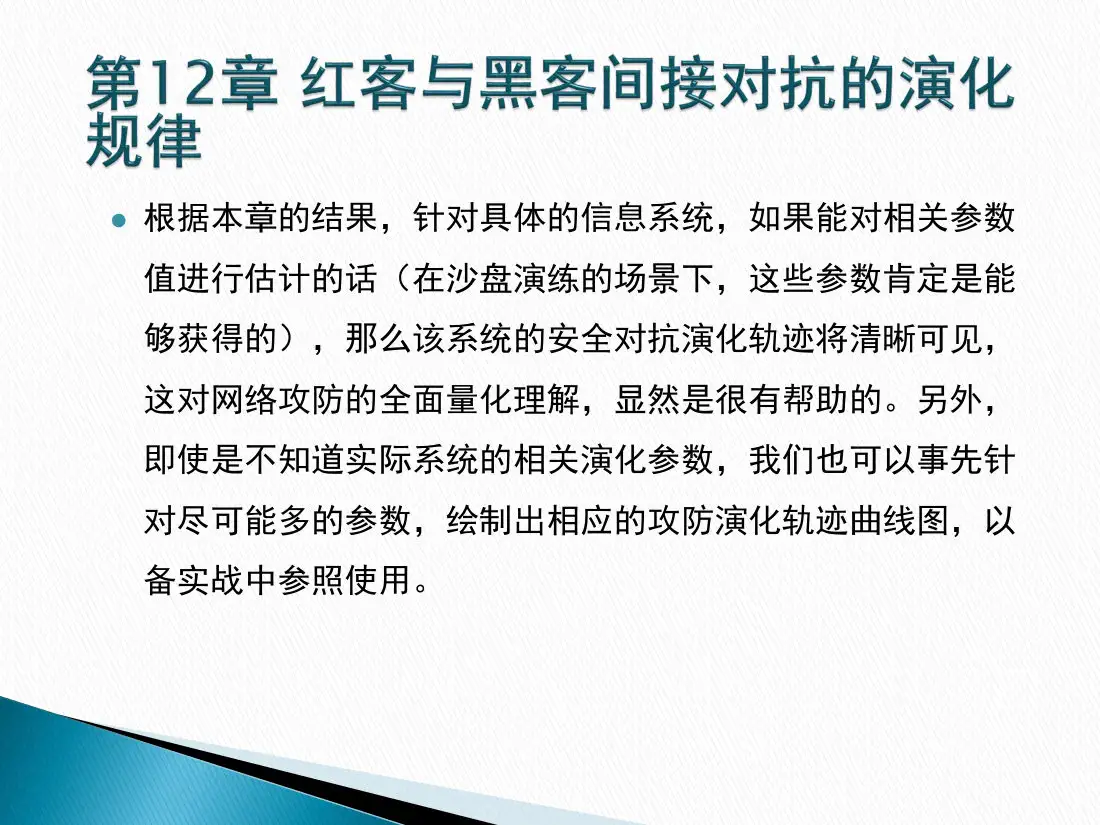 第12章 红客与黑客间接对抗的演化
规律
根据本章的结果，针对具体的信息系统，如果能对相关参数
值进行估计的话（在沙盘演练的场景下，这些参数肯定是能
够获得的），那么该系统的安全对抗演化轨迹将清晰可见，
这对网络攻防的全面量化理解，显然是很有帮助的。另外，
即使是不知道实际系统的相关演化参数，我们也可以事先针
对尽可能多的参数，绘制出相应的攻防演化轨迹曲线图，以
备实战中参照使用。